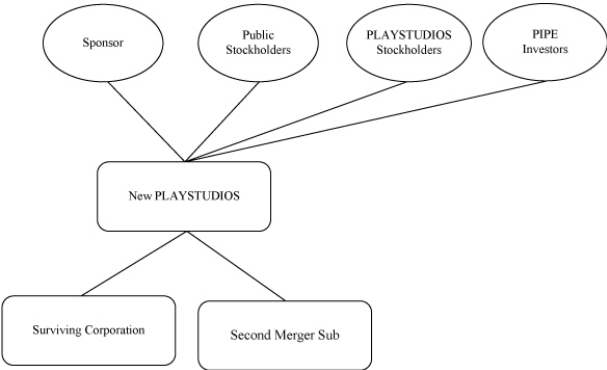 Sponsor
Public
Stockholders
PLAYSTUDIOS
Stockholders
PIPE
Investors
New PLAYSTUDIOS
Surviving Corporation
Second Merger Sub